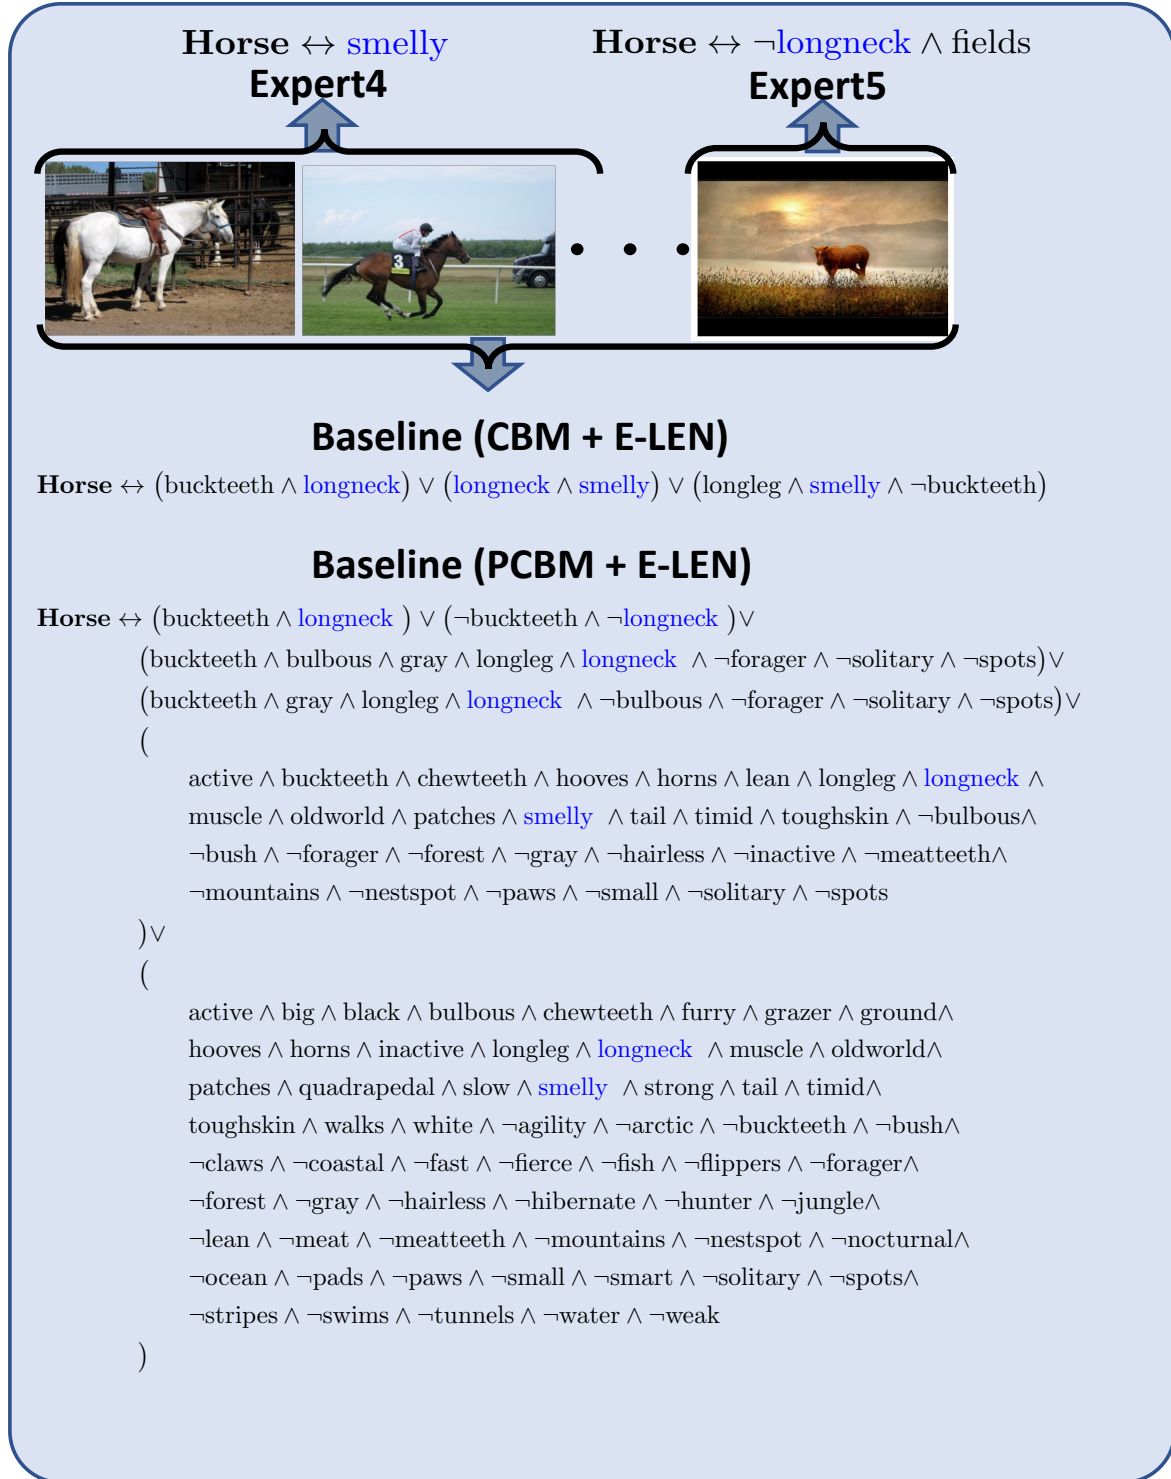 Horse ↔ smelly
Expert4
Horse ↔ ¬longneck ∧ fields
Expert5
3
Baseline (CBM + E-LEN)
Horse ↔ (buckteeth ∧ longneck) ∨ (longneck ∧ smelly) ∨ (longleg ∧ smelly ∧ ¬buckteeth)
Baseline (PCBM + E-LEN)
Horse ↔ (buckteeth ∧ longneck ) ∨ (¬buckteeth ∧ ¬longneck )∨
(buckteeth ∧ bulbous ∧ gray ∧ longleg ∧ longneck ∧ ¬forager ∧ ¬solitary ∧ ¬spots)∨
(buckteeth ∧ gray ∧ longleg ∧ longneck ∧ ¬bulbous ∧ ¬forager ∧ ¬solitary ∧ ¬spots)∨
(
active ∧ buckteeth ∧ chewteeth ∧ hooves ∧ horns ∧ lean ∧ longleg ∧ longneck ∧
muscle ∧ oldworld ∧ patches ∧ smelly ∧ tail ∧ timid ∧ toughskin ∧ ¬bulbous∧
¬bush ∧ ¬forager ∧ ¬forest ∧ ¬gray ∧ ¬hairless ∧ ¬inactive ∧ ¬meatteeth∧
¬mountains ∧ ¬nestspot ∧ ¬paws ∧ ¬small ∧ ¬solitary ∧ ¬spots
)∨
(
active ∧ big ∧ black ∧ bulbous ∧ chewteeth ∧ furry ∧ grazer ∧ ground∧
hooves ∧ horns ∧ inactive ∧ longleg ∧ longneck ∧ muscle ∧ oldworld∧
patches ∧ quadrapedal ∧ slow ∧ smelly ∧ strong ∧ tail ∧ timid∧
toughskin ∧ walks ∧ white ∧ ¬agility ∧ ¬arctic ∧ ¬buckteeth ∧ ¬bush∧
¬claws ∧ ¬coastal ∧ ¬fast ∧ ¬fierce ∧ ¬fish ∧ ¬flippers ∧ ¬forager∧
¬forest ∧ ¬gray ∧ ¬hairless ∧ ¬hibernate ∧ ¬hunter ∧ ¬jungle∧
¬lean ∧ ¬meat ∧ ¬meatteeth ∧ ¬mountains ∧ ¬nestspot ∧ ¬nocturnal∧
¬ocean ∧ ¬pads ∧ ¬paws ∧ ¬small ∧ ¬smart ∧ ¬solitary ∧ ¬spots∧
¬stripes ∧ ¬swims ∧ ¬tunnels ∧ ¬water ∧ ¬weak
)